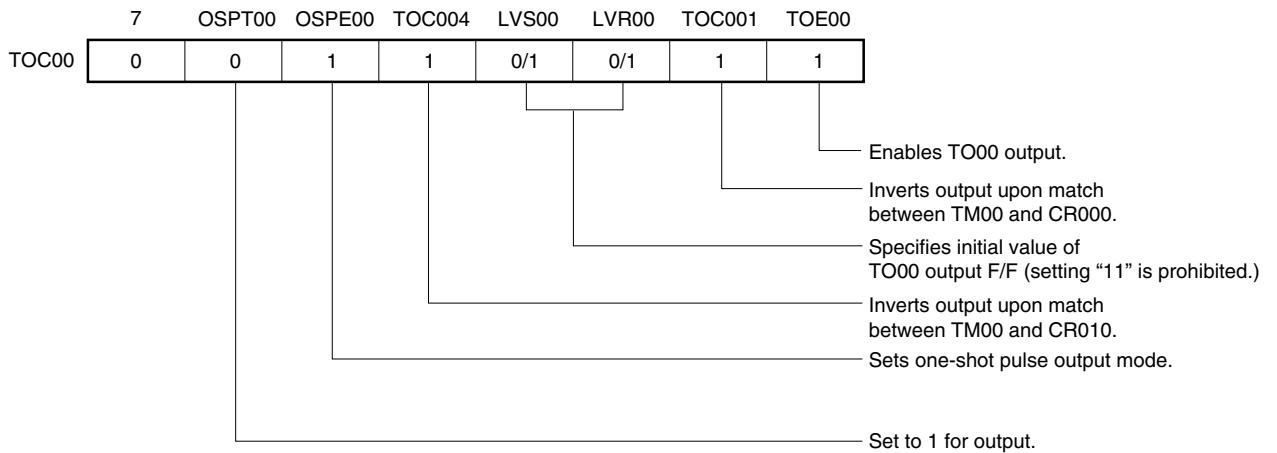 7 OSPT00 OSPE00 TOC004 LVS00 LVR00 TOC001 TOE00
TOC00 0 0 1 1 0/1 0/1 1 1
Enables TO00 output.
Inverts output upon match
between TM00 and CR000.
Specifies initial value of
TO00 output F/F (setting “11” is prohibited.)
Inverts output upon match
between TM00 and CR010.
Sets one-shot pulse output mode.
Set to 1 for output.